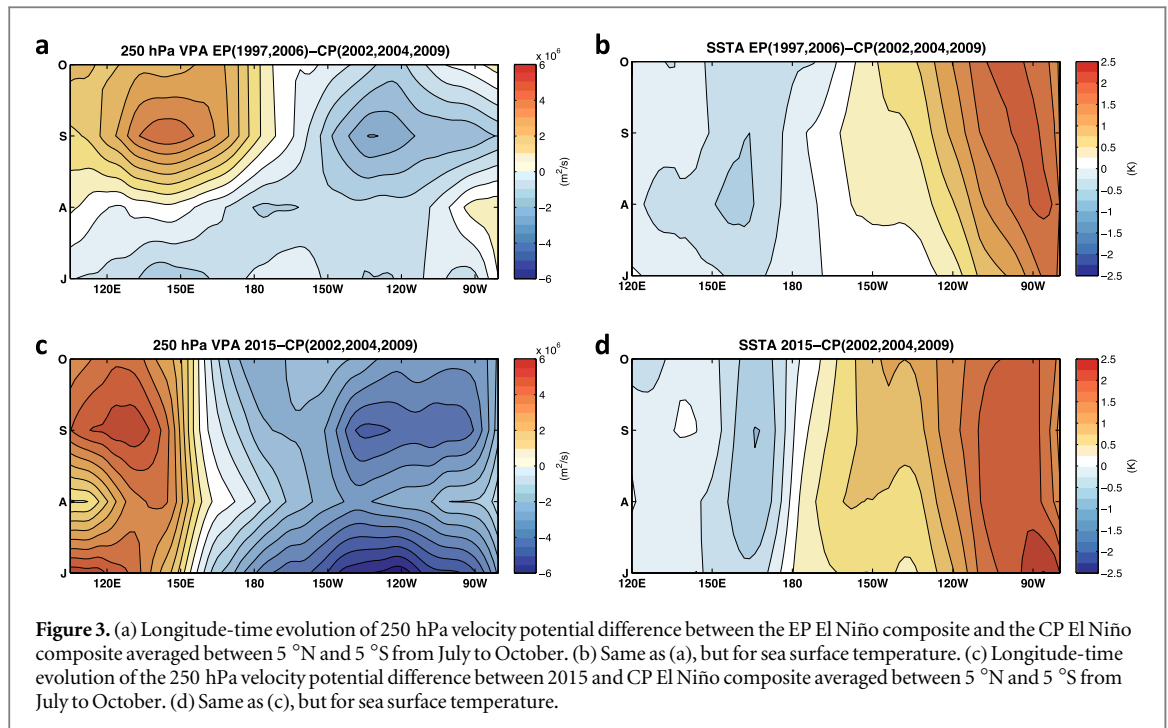 a
250 hPa VPA EP(1997,2006)−CP(2002,2004,2009)
x 10⁶
O
S
A
J
120E 150E 180 150W 120W 90W
6
4
2
0
−2
−4
−6
(m²/s)
b
SSTA EP(1997,2006)−CP(2002,2004,2009)
O
S
A
J
120E 150E 180 150W 120W 90W
2.5
2
1.5
1
0.5
0
−0.5
−1
−1.5
−2
−2.5
(K)
c
250 hPa VPA 2015−CP(2002,2004,2009)
x 10⁶
O
S
A
J
120E 150E 180 150W 120W 90W
6
4
2
0
−2
−4
−6
(m²/s)
d
SSTA 2015−CP(2002,2004,2009)
O
S
A
J
120E 150E 180 150W 120W 90W
2.5
2
1.5
1
0.5
0
−0.5
−1
−1.5
−2
−2.5
(K)
Figure 3. (a) Longitude-time evolution of 250 hPa velocity potential difference between the EP El Niño composite and the CP El Niño
composite averaged between 5 °N and 5 °S from July to October. (b) Same as (a), but for sea surface temperature. (c) Longitude-time
evolution of the 250 hPa velocity potential difference between 2015 and CP El Niño composite averaged between 5 °N and 5 °S from
July to October. (d) Same as (c), but for sea surface temperature.